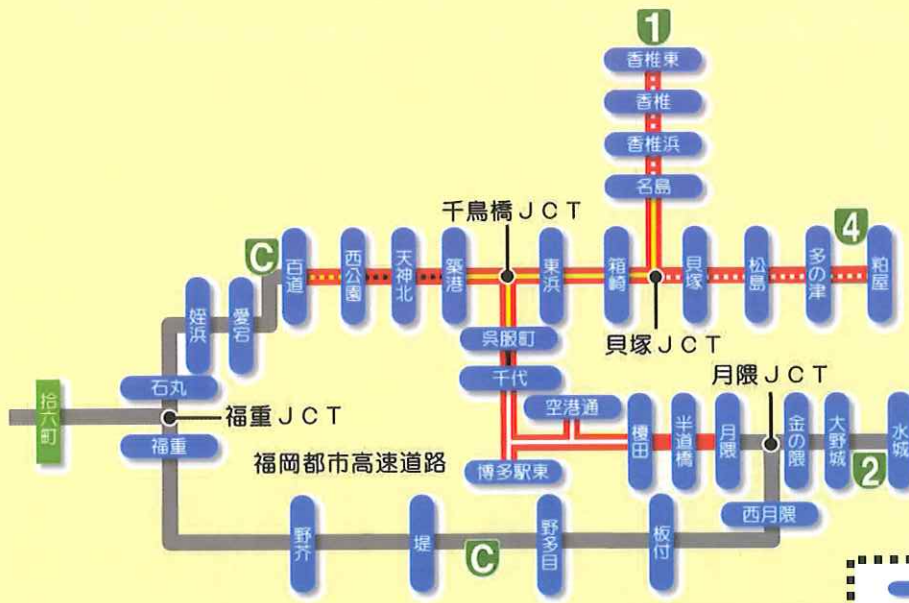 1
香椎東
香椎
香椎浜
名島
千鳥橋JCT
4
C
百道
西公園
天神北
築港
東浜
箱崎
貝塚
松島
多の津
粕屋
姪浜
愛宕
呉服町
貝塚JCT
千代
月隈JCT
石丸
空港通
拾六町
福重JCT
榎田
半道橋
月隈
金の隈
大野城
水城
福重
福岡都市高速道路
博多駅東
2
西月隈
野芥
堤
C
野多目
板付